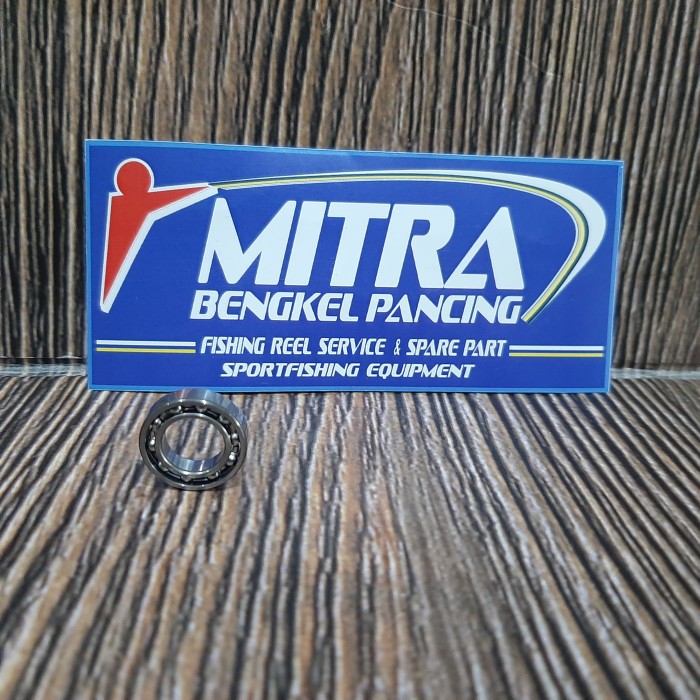 MITRA
BENGKEL PANCING
FISHING REEL SERVICE & SPARE PART
SPORTFISHING EQUIPMENT